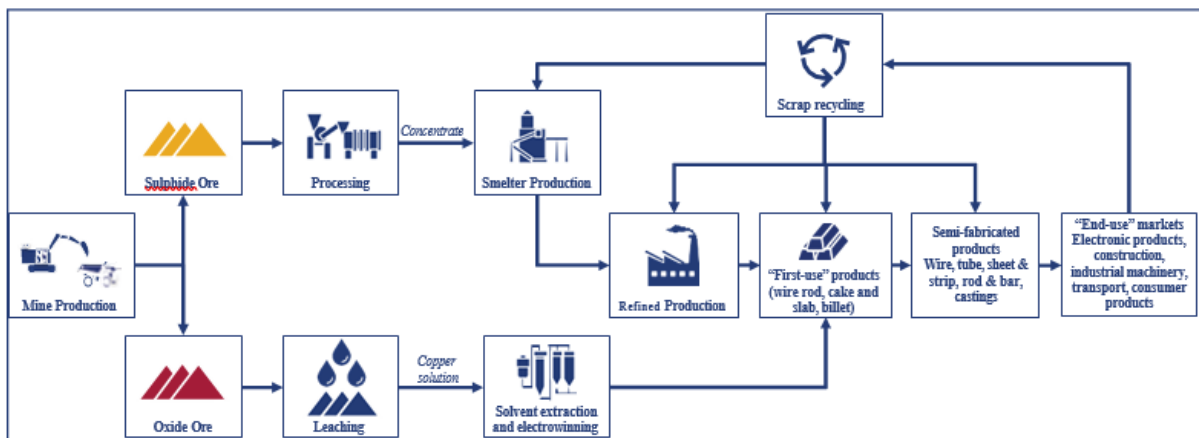 Scrap recycling
Concentrate
Sulphide Ore
Processing
Smelter Production
Mine Production
Refined Production
“First-use” products
(wire rod, cake and
slab, billet)
Semi-fabricated
products
Wire, tube, sheet &
strip, rod & bar,
castings
“End-use” markets
Electronic products,
construction,
industrial machinery,
transport, consumer
products
Copper
solution
Oxide Ore
Leaching
Solvent extraction
and electrowinning